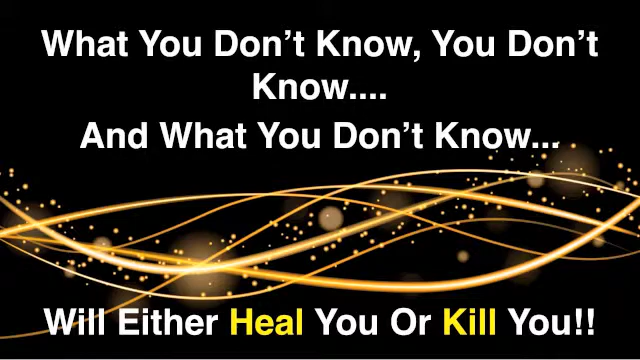 What You Don’t Know, You Don’t
Know....
And What You Don’t Know...
Will Either Heal You Or Kill You!!